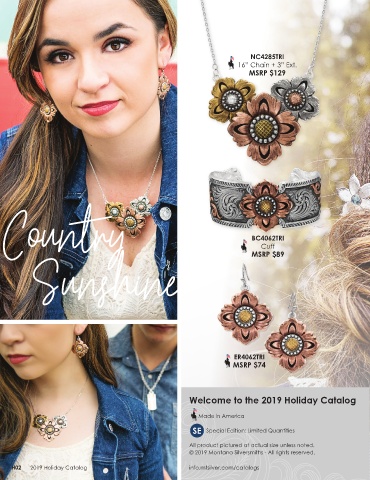 NC4285TRI
16" Chain + 3" Ext.
MSRP $129
Country
Sunshine
BC4062TRI
Cuff
MSRP $89
ER4062TRI
MSRP $74
Welcome to the 2019 Holiday Catalog
Made in America
SE Special Edition: Limited Quantities
All product pictured at actual size unless noted.
© 2019 Montana Silversmiths - All rights reserved.
info.mtsilver.com/catalogs
H02 2019 Holiday Catalog